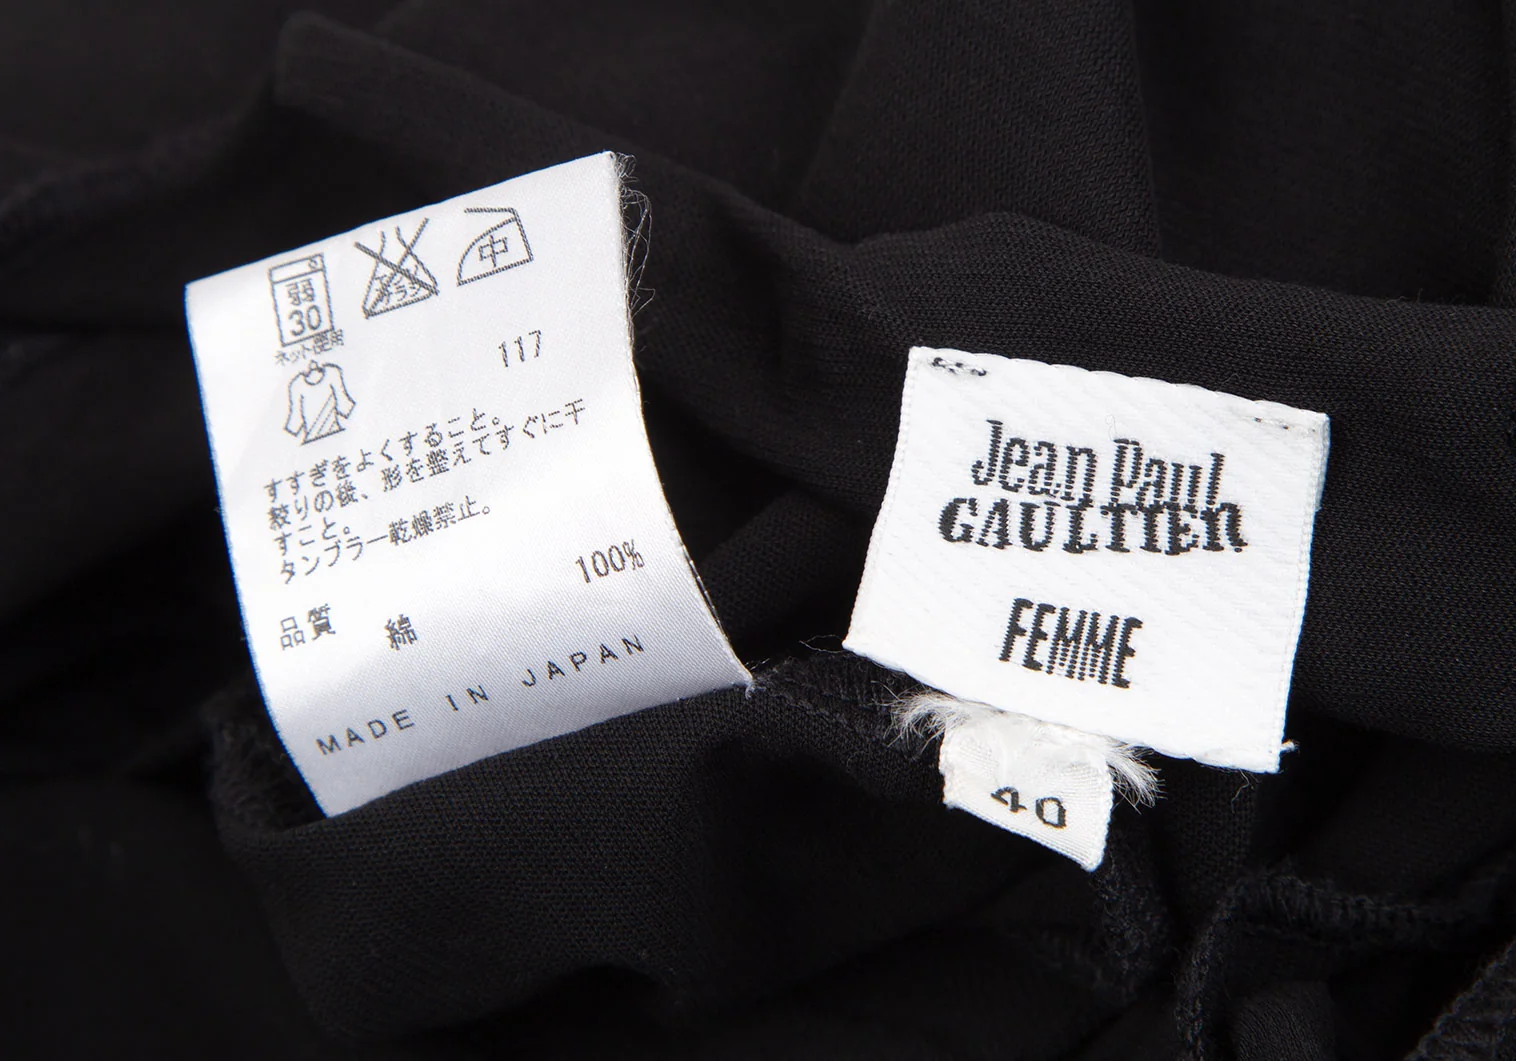 弱
30
ネット使用
中
117
すすぎをよくすること。
絞りの後、形を整えてすぐに干
すこと。
タンブラー乾燥禁止。
品質 綿 100%
MADE IN JAPAN
Jean Paul
GAULTIER
FEMME
40